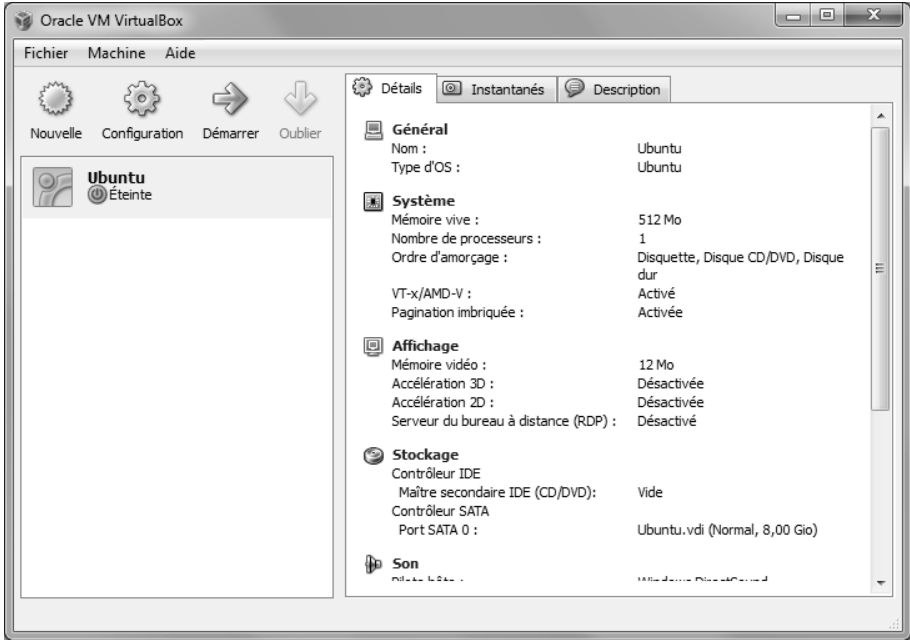 Oracle VM VirtualBox
Fichier Machine Aide
Nouvelle Configuration Démarrer Oublier
Ubuntu
Éteinte
Détails Instantanés Description
Général
Nom : Ubuntu
Type d'OS : Ubuntu
Système
Mémoire vive : 512 Mo
Nombre de processeurs : 1
Ordre d'amorçage : Disquette, Disque CD/DVD, Disque
dur
VT-x/AMD-V : Activé
Pagination imbriquée : Activée
Affichage
Mémoire vidéo : 12 Mo
Accélération 3D : Désactivée
Accélération 2D : Désactivée
Serveur du bureau à distance (RDP) : Désactivé
Stockage
Contrôleur IDE
Maître secondaire IDE (CD/DVD): Vide
Contrôleur SATA
Port SATA 0 : Ubuntu.vdi (Normal, 8,00 Gio)
Son
Pilote hôte : Windows DirectSound